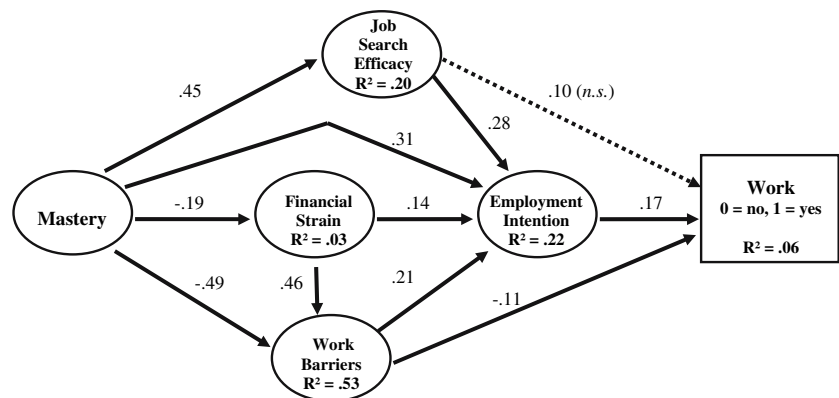 Job
Search
Efficacy
R² = .20
.45
.10 (n.s.)
.28
.31
Mastery
-.19
Financial
Strain
R² = .03
.14
Employment
Intention
R² = .22
.17
Work
0 = no, 1 = yes
R² = .06
-.49
.46
.21
-.11
Work
Barriers
R² = .53